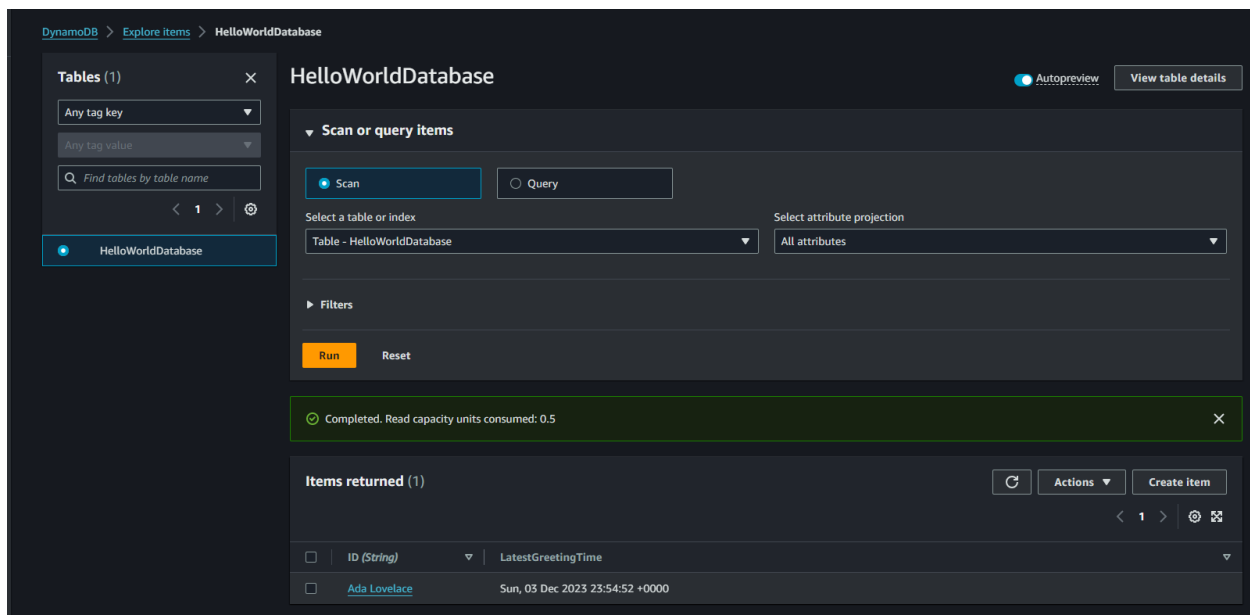 DynamoDB > Explore items > HelloWorldDatabase
Tables (1)
Any tag key
Any tag value
Find tables by table name
1
HelloWorldDatabase
HelloWorldDatabase
Autopreview
View table details
Scan or query items
Scan
Query
Select a table or index
Select attribute projection
Table - HelloWorldDatabase
All attributes
Filters
Run Reset
Completed. Read capacity units consumed: 0.5
Items returned (1)
Actions
Create item
1
ID (String) LatestGreetingTime
Ada Lovelace Sun, 03 Dec 2023 23:54:52 +0000